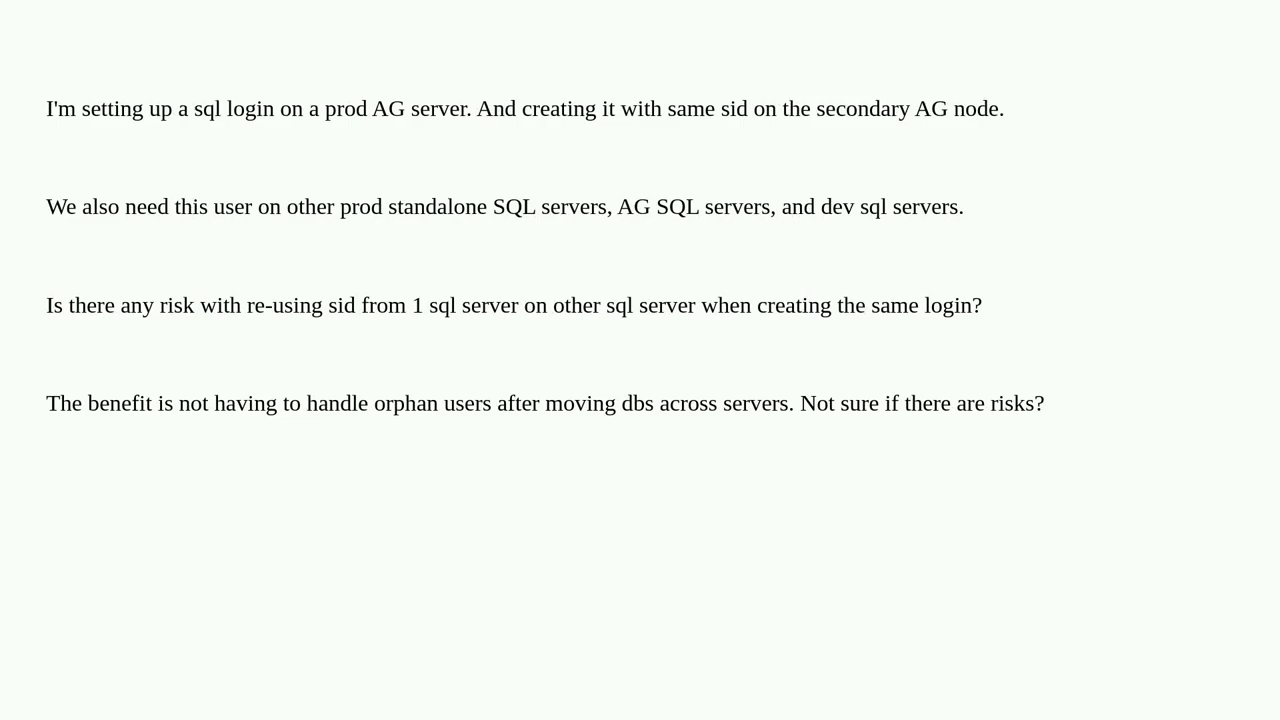 I'm setting up a sql login on a prod AG server. And creating it with same sid on the secondary AG node.
We also need this user on other prod standalone SQL servers, AG SQL servers, and dev sql servers.
Is there any risk with re-using sid from 1 sql server on other sql server when creating the same login?
The benefit is not having to handle orphan users after moving dbs across servers. Not sure if there are risks?